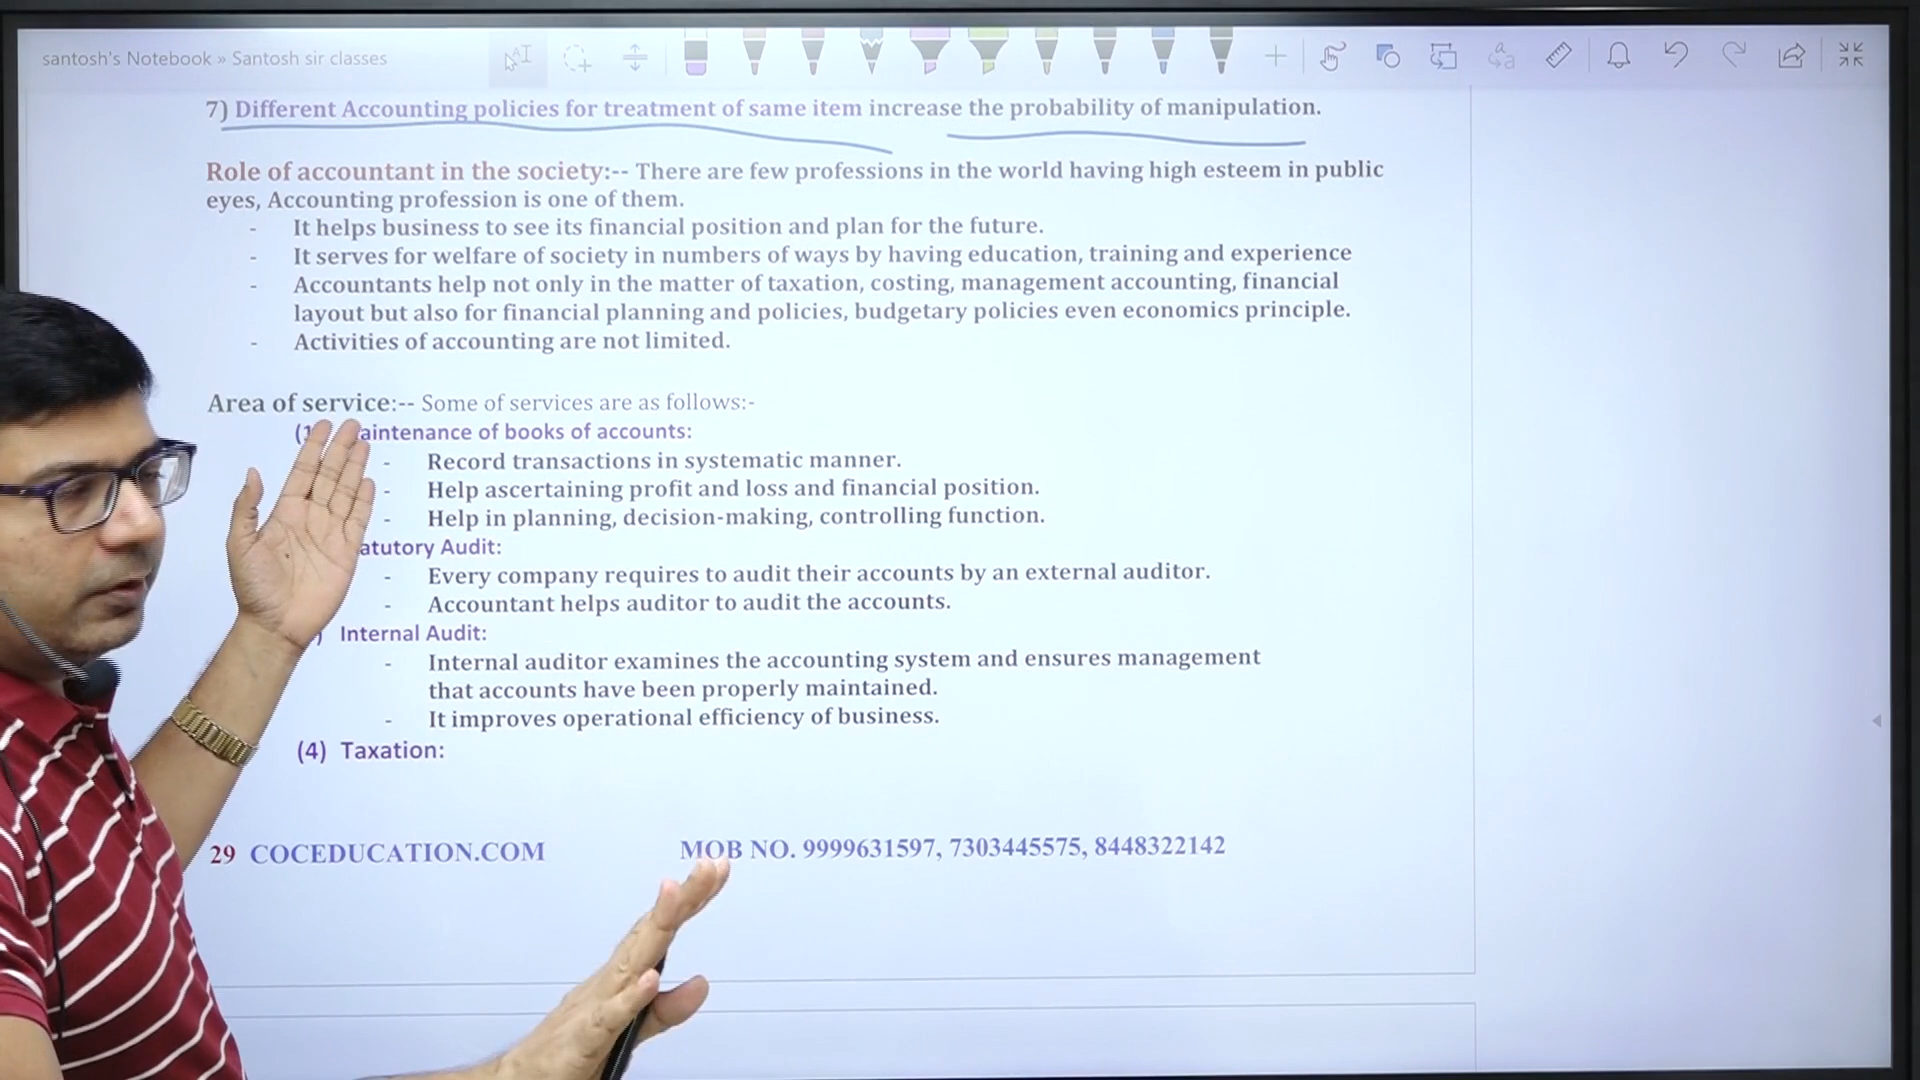 santosh's Notebook » Santosh sir classes
7) Different Accounting policies for treatment of same item increase the probability of manipulation.
Role of accountant in the society:-- There are few professions in the world having high esteem in public
eyes, Accounting profession is one of them.
- It helps business to see its financial position and plan for the future.
- It serves for welfare of society in numbers of ways by having education, training and experience
- Accountants help not only in the matter of taxation, costing, management accounting, financial
layout but also for financial planning and policies, budgetary policies even economics principle.
- Activities of accounting are not limited.
Area of service:-- Some of services are as follows:-
(1 aintenance of books of accounts:
- Record transactions in systematic manner.
- Help ascertaining profit and loss and financial position.
- Help in planning, decision-making, controlling function.
atutory Audit:
- Every company requires to audit their accounts by an external auditor.
- Accountant helps auditor to audit the accounts.
) Internal Audit:
- Internal auditor examines the accounting system and ensures management
that accounts have been properly maintained.
- It improves operational efficiency of business.
(4) Taxation:
29 COCEDUCATION.COM MOB NO. 9999631597, 7303445575, 8448322142